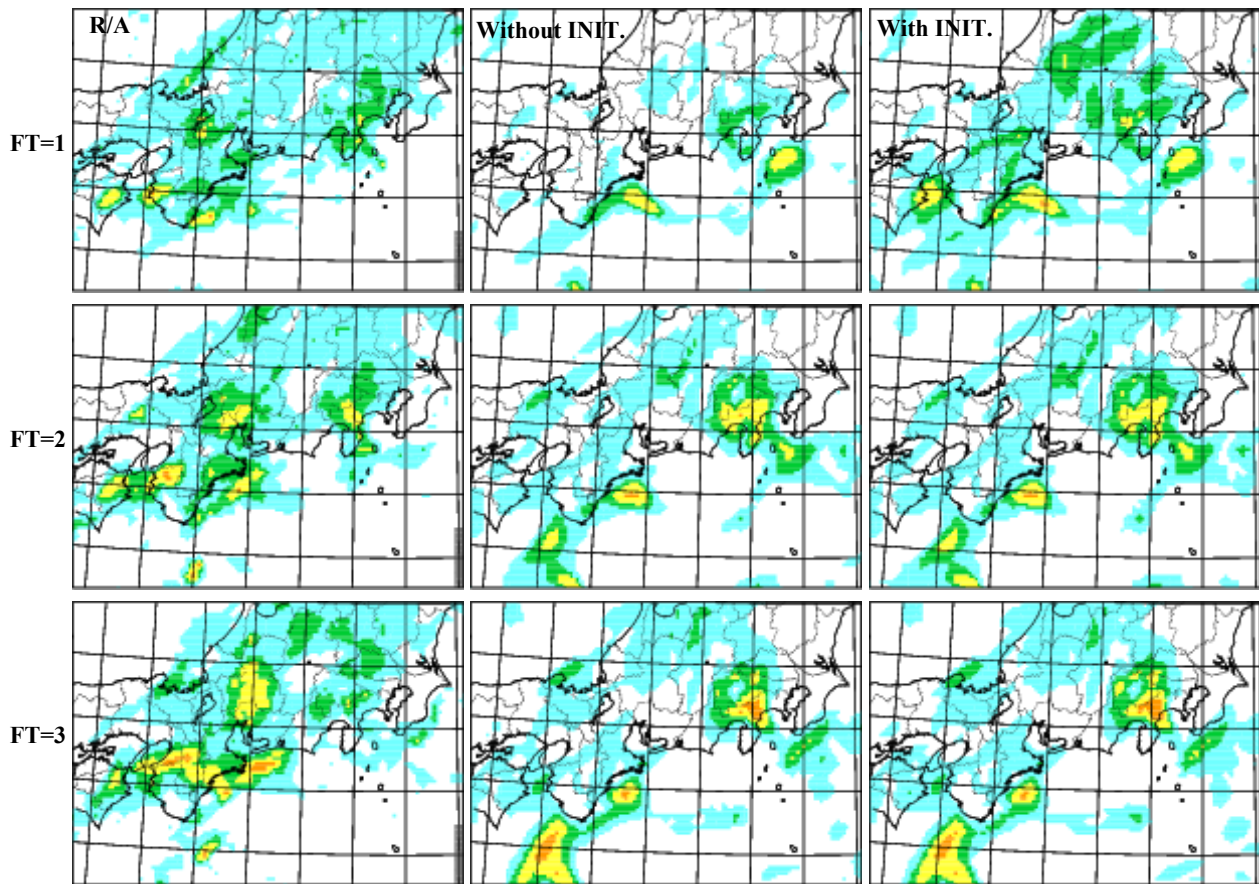 R/A
Without INIT.
With INIT.
FT=1
FT=2
FT=3